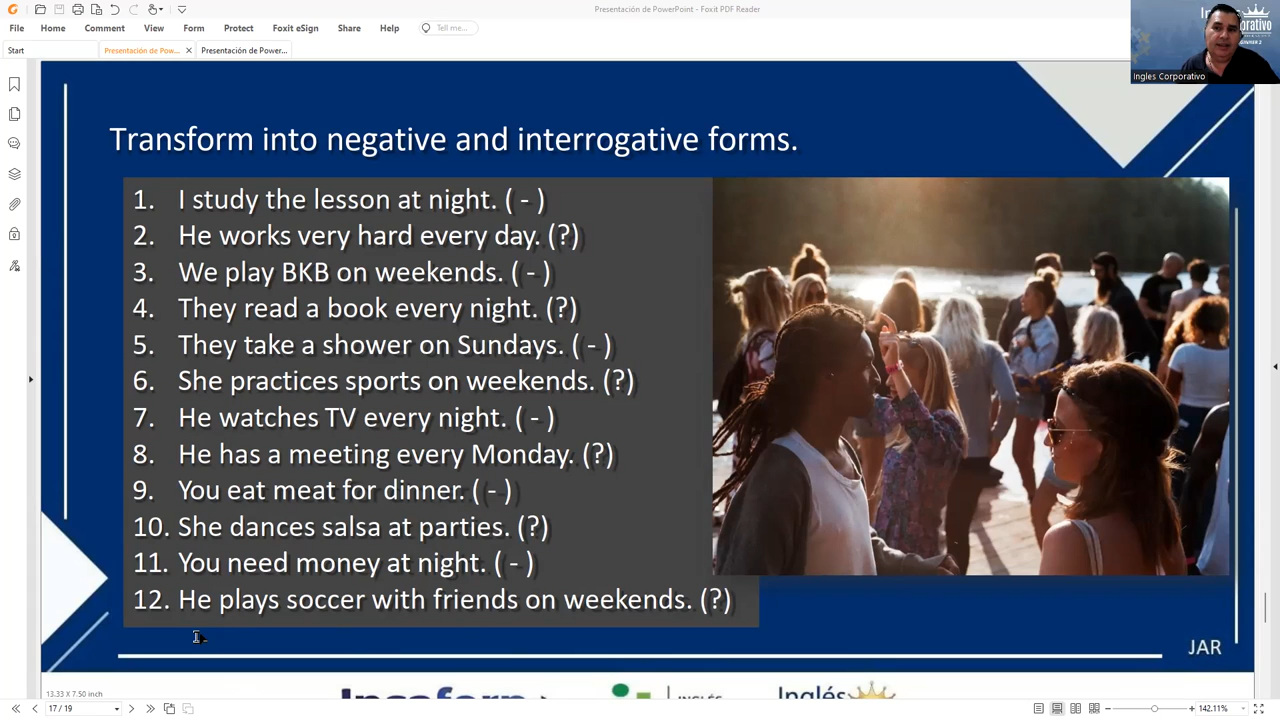 Presentación de PowerPoint - Foxit PDF Reader
File Home Comment View Form Protect Foxit eSign Share Help Tell me...
Start Presentación de Pow... Presentación de Power...
Ingles Corporativo
Transform into negative and interrogative forms.
1. I study the lesson at night. ( - )
2. He works very hard every day. (?)
3. We play BKB on weekends. ( - )
4. They read a book every night. (?)
5. They take a shower on Sundays. ( - )
6. She practices sports on weekends. (?)
7. He watches TV every night. ( - )
8. He has a meeting every Monday. (?)
9. You eat meat for dinner. ( - )
10. She dances salsa at parties. (?)
11. You need money at night. ( - )
12. He plays soccer with friends on weekends. (?)
JAR
INGLÉS Inglés
13.33 X 7.50 inch
17 / 19 142.11%